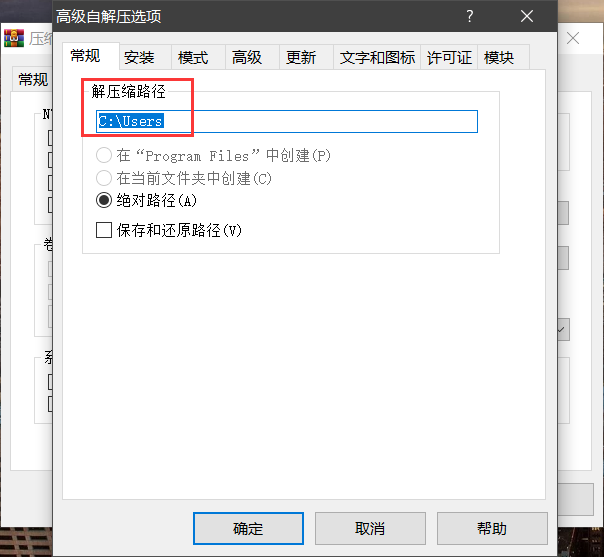 高级自解压选项
?
压缩
常规 安装 模式 高级 更新 文字和图标 许可证 模块
常规
解压缩路径
C:\Users
在“Program Files”中创建(P)
在当前文件夹中创建(C)
绝对路径(A)
保存和还原路径(V)
确定 取消 帮助